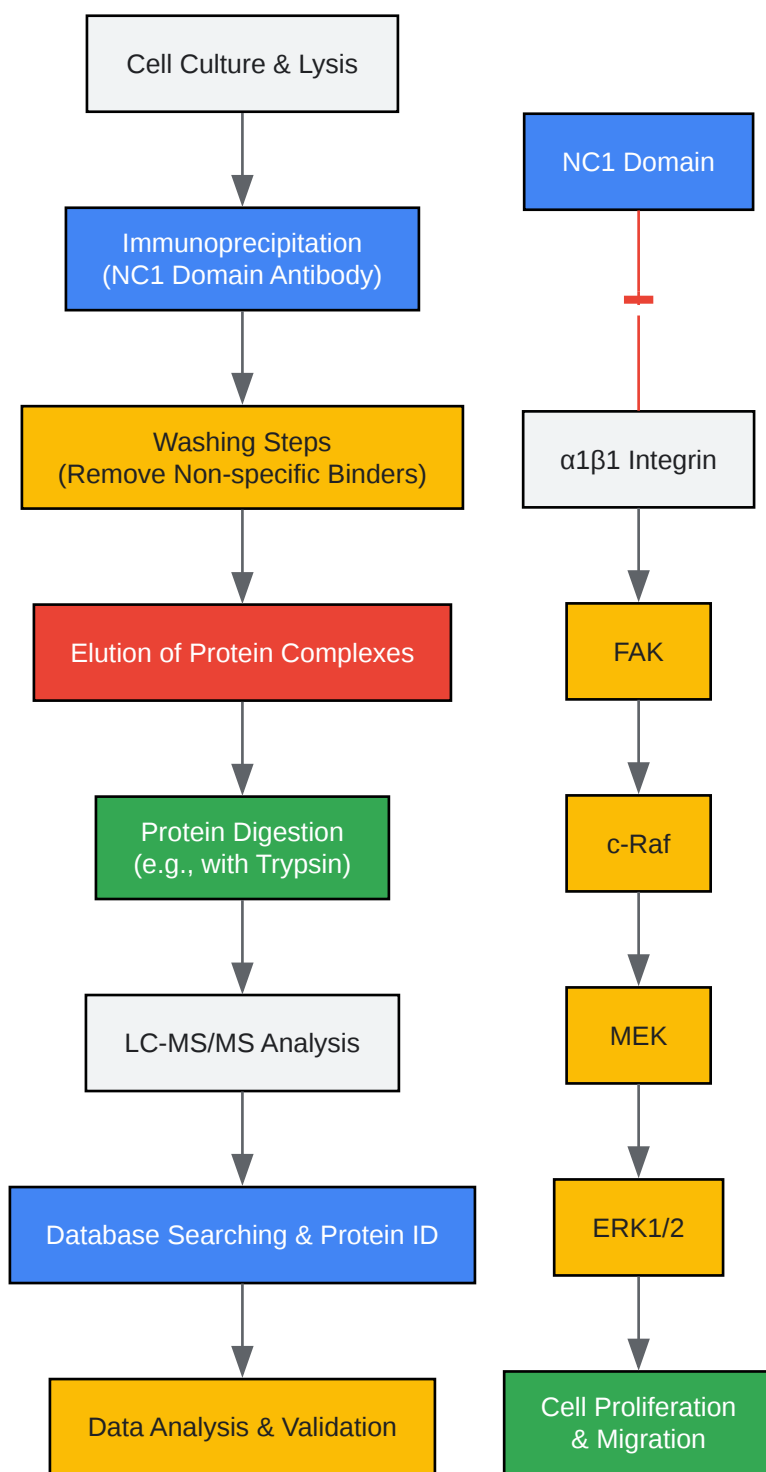 Cell Culture & Lysis
Immunoprecipitation
(NC1 Domain Antibody)
Washing Steps
(Remove Non-specific Binders)
Elution of Protein Complexes
Protein Digestion
(e.g., with Trypsin)
LC-MS/MS Analysis
Database Searching & Protein ID
Data Analysis & Validation
NC1 Domain
α1β1 Integrin
FAK
c-Raf
MEK
ERK1/2
Cell Proliferation
& Migration